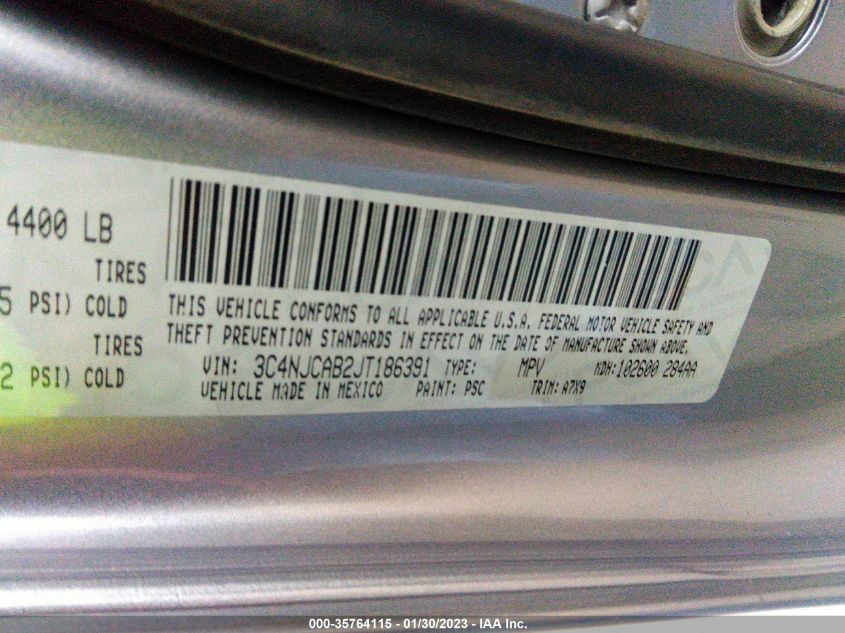 4400 LB
TIRES
5 PSI) COLD
TIRES
2 PSI) COLD
THIS VEHICLE CONFORMS TO ALL APPLICABLE U.S.A. FEDERAL MOTOR VEHICLE SAFETY AND
THEFT PREVENTION STANDARDS IN EFFECT ON THE DATE OF MANUFACTURE SHOWN ABOVE.
VIN: 3C4NJCAB2JT186391 TYPE: MPV MDH:102600 284AA
VEHICLE MADE IN MEXICO PAINT: PSC TRIM: A7X9
000-35764115 - 01/30/2023 - IAA Inc.